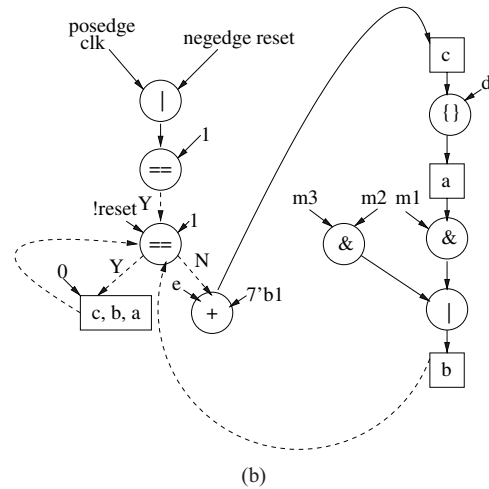 posedge
clk
negedge reset
|
==
1
Y
!reset
1
==
Y
N
0
c, b, a
e
7'b1
+
c
d
{}
a
m3
m2
m1
&
&
|
b
(b)